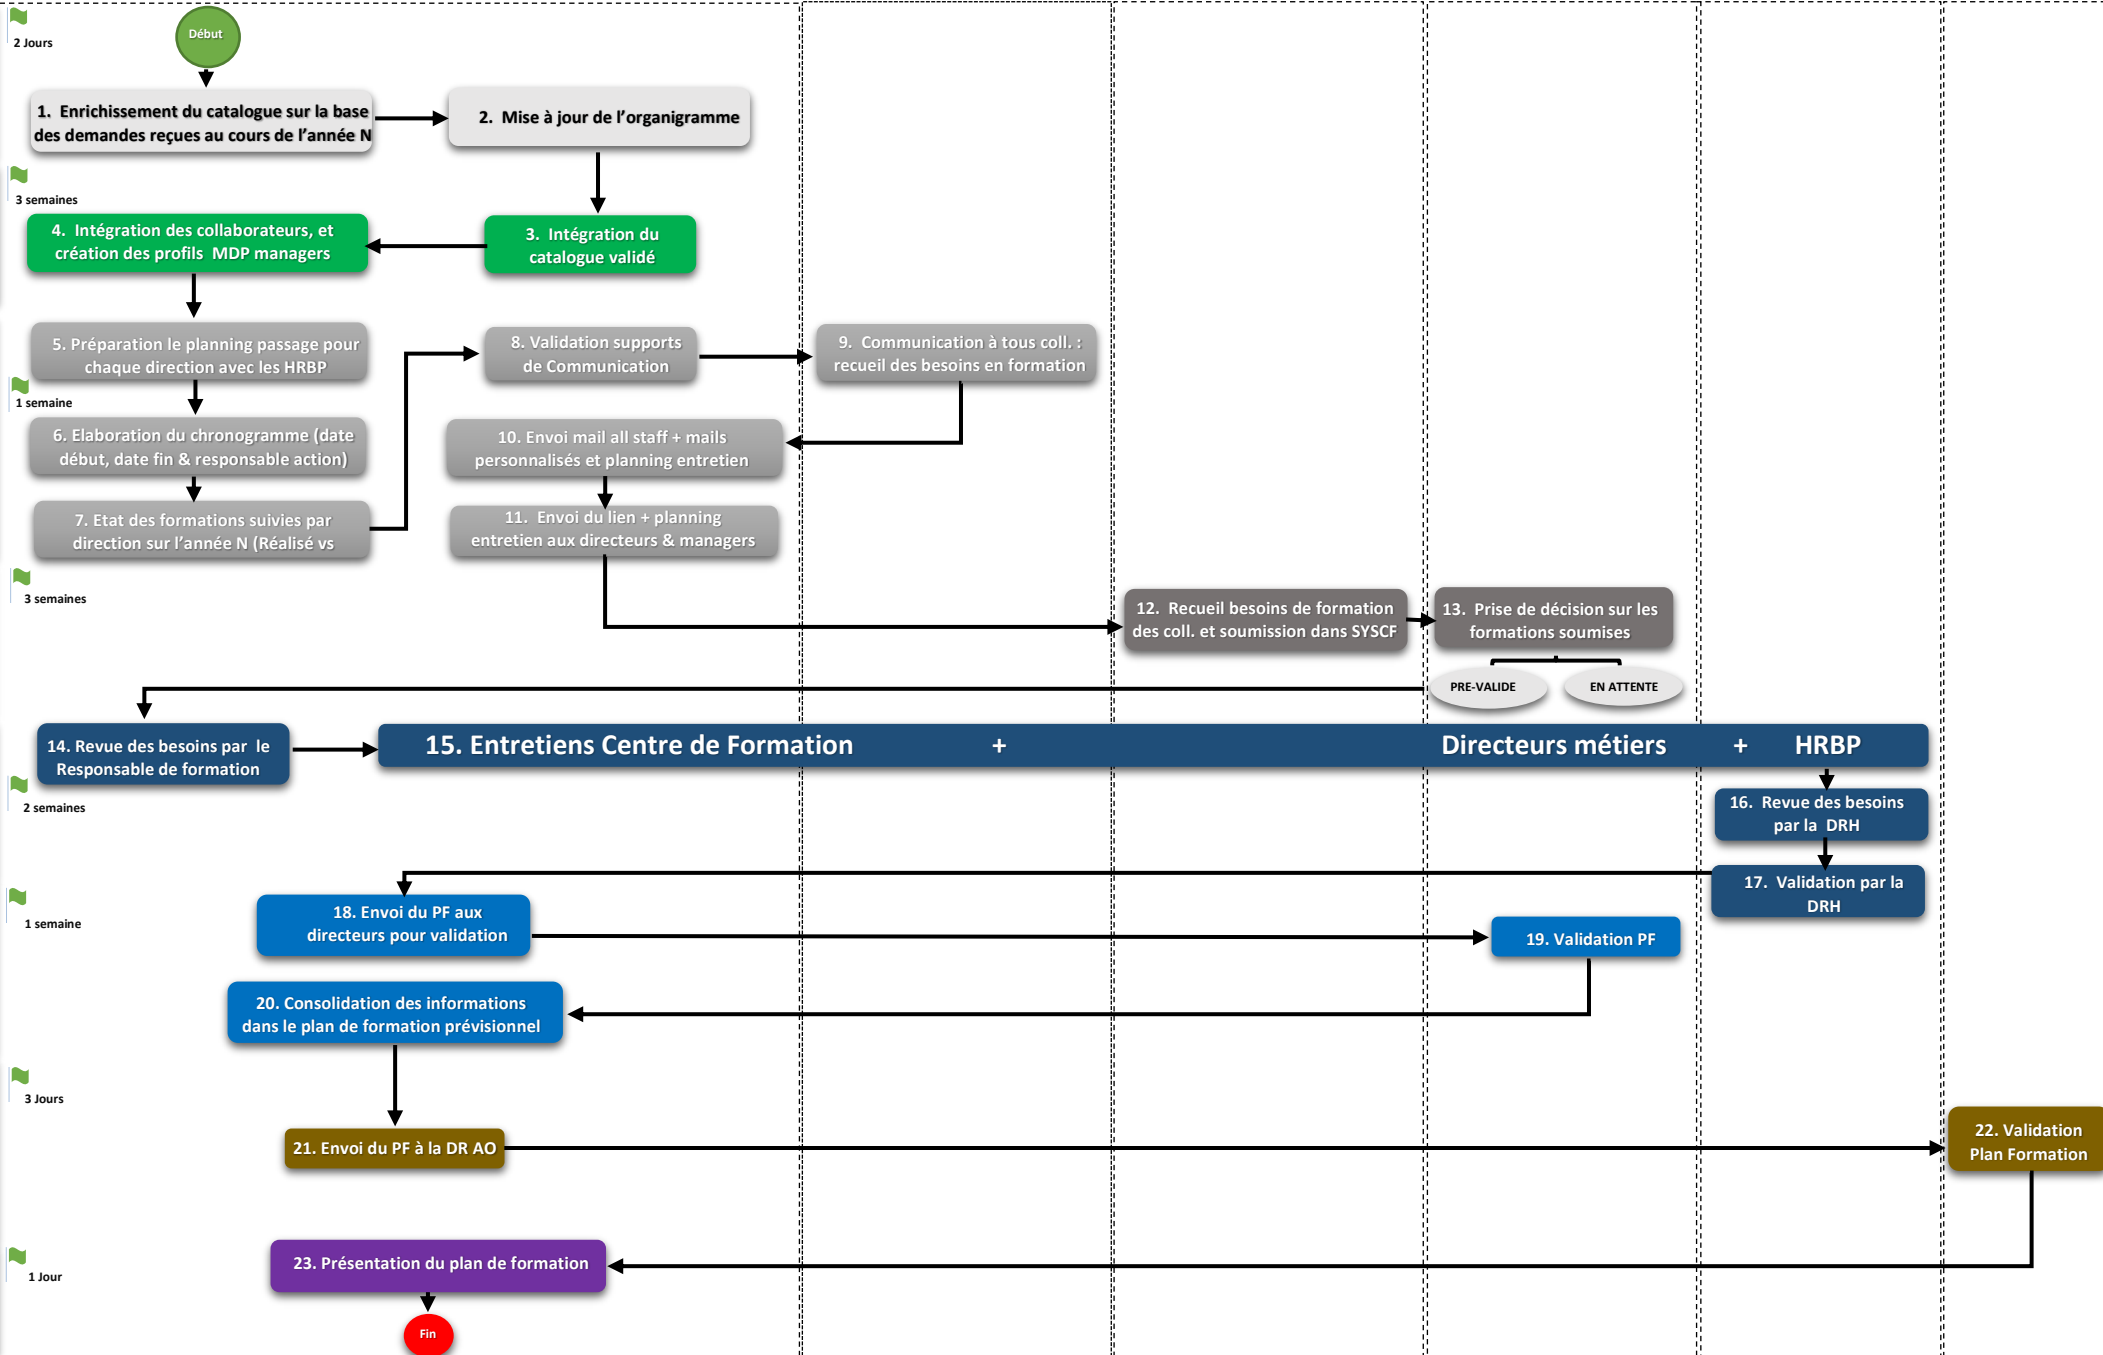 2 Jours
Début
1. Enrichissement du catalogue sur la base
des demandes reçues au cours de l'année N
2. Mise à jour de l'organigramme
3 semaines
4. Intégration des collaborateurs, et
création des profils MDP managers
3. Intégration du
catalogue validé
5. Préparation le planning passage pour
chaque direction avec les HRBP
8. Validation supports
de Communication
9. Communication à tous coll. :
recueil des besoins en formation
1 semaine
6. Elaboration du chronogramme (date
début, date fin & responsable action)
10. Envoi mail all staff + mails
personnalisés et planning entretien
7. Etat des formations suivies par
direction sur l'année N (Réalisé vs
11. Envoi du lien + planning
entretien aux directeurs & managers
3 semaines
12. Recueil besoins de formation
des coll. et soumission dans SYSCF
13. Prise de décision sur les
formations soumises
PRE-VALIDE
EN ATTENTE
14. Revue des besoins par le
Responsable de formation
15. Entretiens Centre de Formation + Directeurs métiers + HRBP
2 semaines
16. Revue des besoins
par la DRH
17. Validation par la
DRH
1 semaine
18. Envoi du PF aux
directeurs pour validation
19. Validation PF
20. Consolidation des informations
dans le plan de formation prévisionnel
3 Jours
21. Envoi du PF à la DR AO
22. Validation
Plan Formation
23. Présentation du plan de formation
1 Jour
Fin